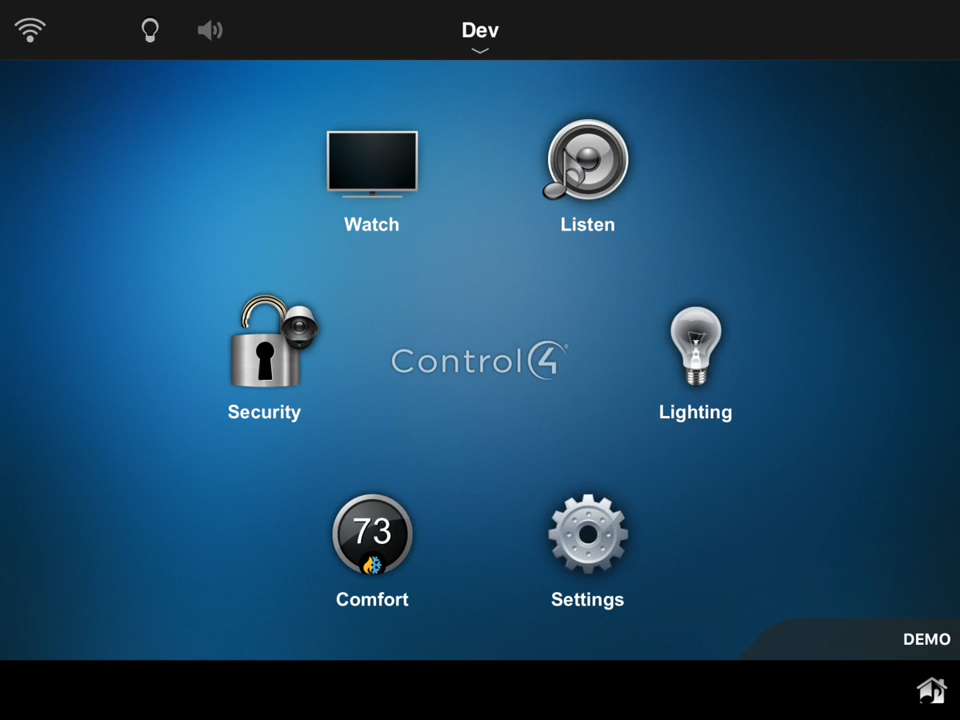 Dev
Watch
Listen
Security
Control4®
Lighting
73
Comfort
Settings
DEMO